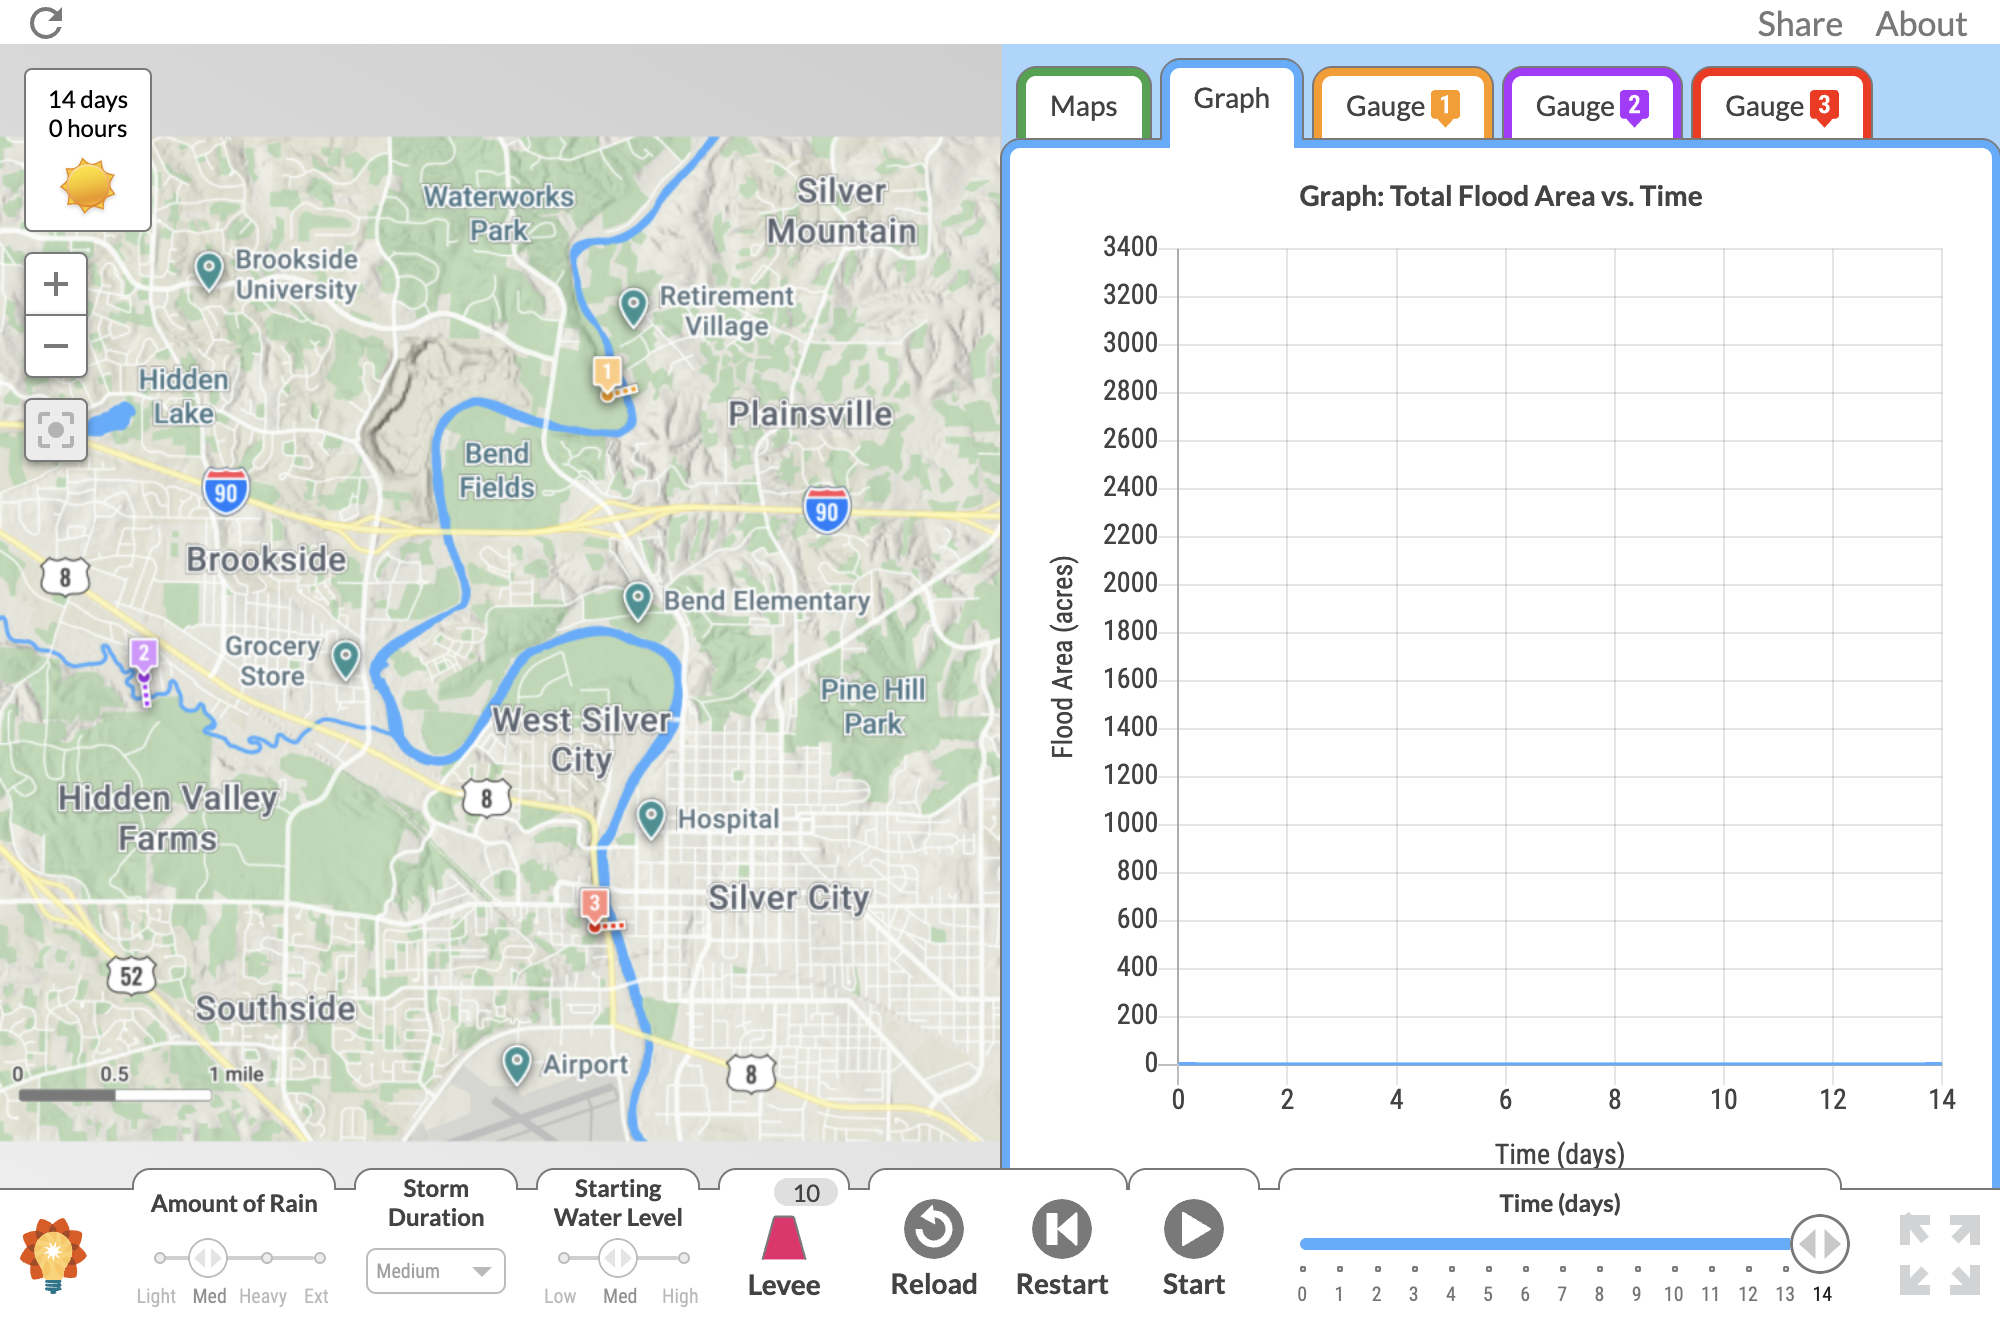 Share About
14 days
0 hours
Maps
Graph
Gauge 1
Gauge 2
Gauge 3
Waterworks
Park
Silver
Mountain
Brookside
University
Retirement
Village
1
Hidden
Lake
Plainsville
Bend
Fields
90
90
Brookside
8
Bend Elementary
2
Grocery
Store
Pine Hill
Park
West Silver
City
Hidden Valley
Farms
8
Hospital
3
Silver City
52
Southside
Airport
8
0 0.5 1 mile
Graph: Total Flood Area vs. Time
Flood Area (acres)
3400
3200
3000
2800
2600
2400
2200
2000
1800
1600
1400
1200
1000
800
600
400
200
0
0 2 4 6 8 10 12 14
Time (days)
Amount of Rain
Light Med Heavy Ext
Storm
Duration
Medium
Starting
Water Level
Low Med High
10
Levee
Reload
Restart
Start
Time (days)
0 1 2 3 4 5 6 7 8 9 10 11 12 13 14